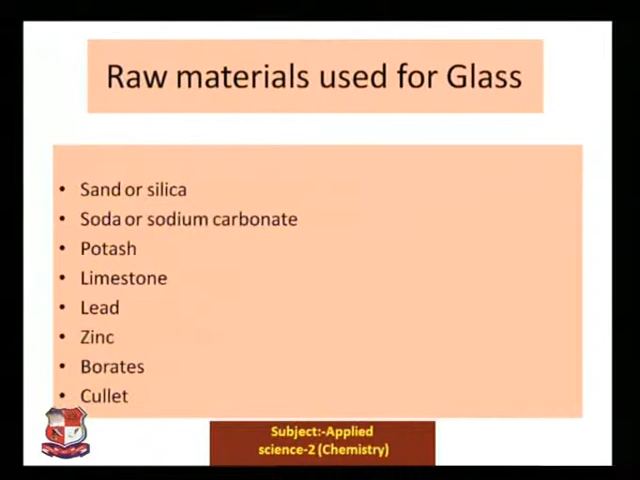 Raw materials used for Glass
• Sand or silica
• Soda or sodium carbonate
• Potash
• Limestone
• Lead
• Zinc
• Borates
• Cullet
Subject:-Applied
science-2 (Chemistry)